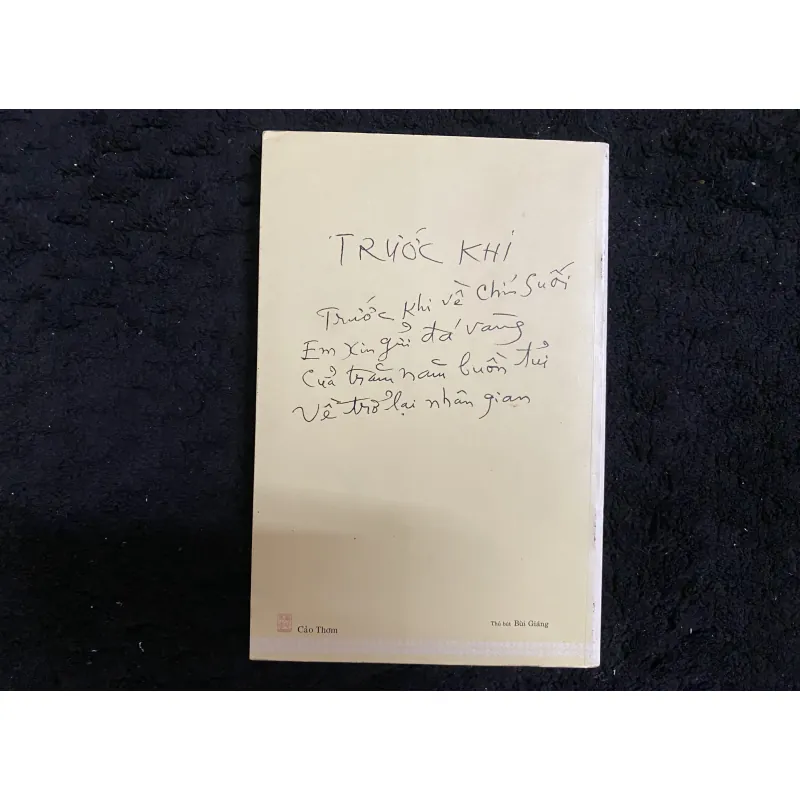 TRƯỚC KHI
Trước khi về chín suối
Em xin gửi đá vàng
Của trăm năm buồn tủi
Về trở lại nhân gian
Cảo Thơm
Thủ bút Bùi Giáng